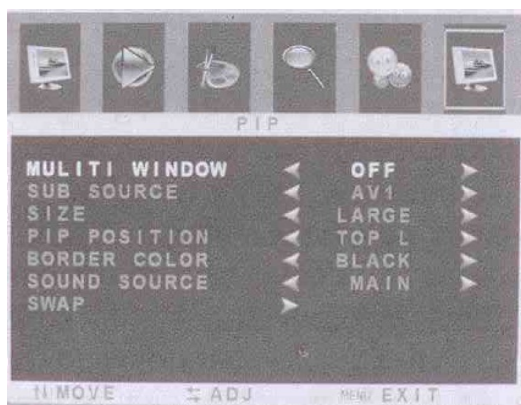 PIP
MULITI WINDOW OFF
SUB SOURCE AV1
SIZE LARGE
PIP POSITION TOP L
BORDER COLOR BLACK
SOUND SOURCE MAIN
SWAP
MOVE ADJ MENU EXIT